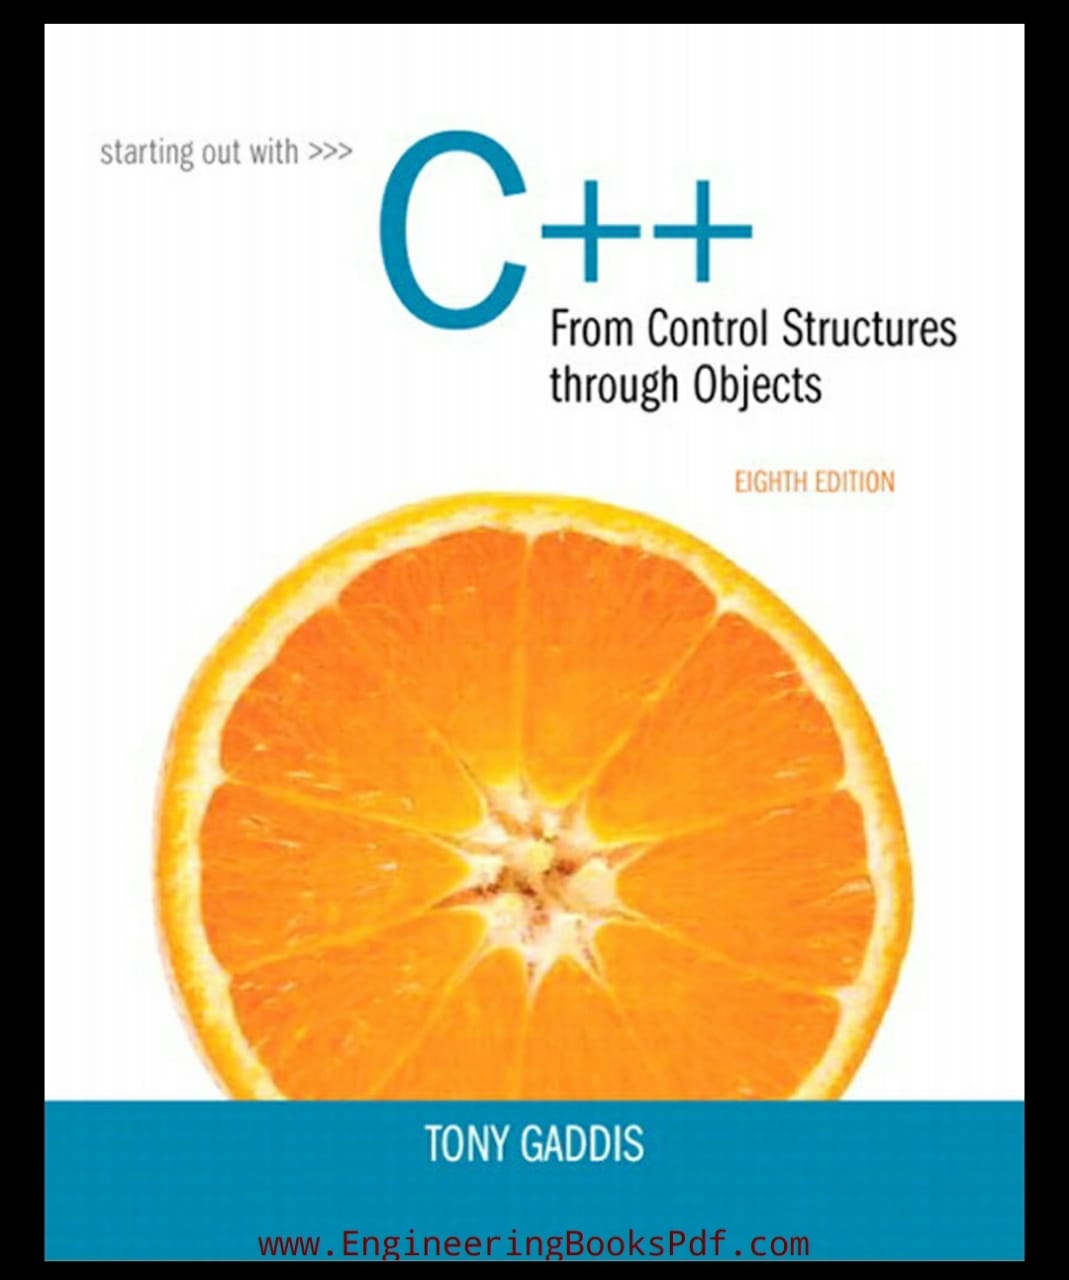 starting out with >>>
C++
From Control Structures
through Objects
EIGHTH EDITION
TONY GADDIS
www.EngineeringBooksPdf.com